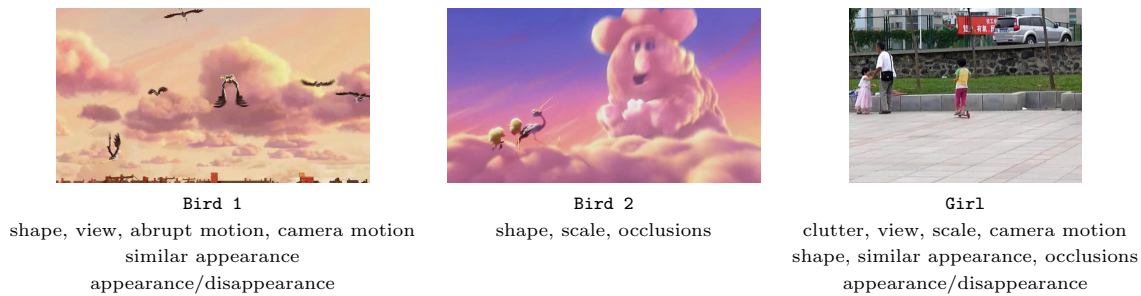 Bird 1
shape, view, abrupt motion, camera motion
similar appearance
appearance/disappearance
Bird 2
shape, scale, occlusions
Girl
clutter, view, scale, camera motion
shape, similar appearance, occlusions
appearance/disappearance